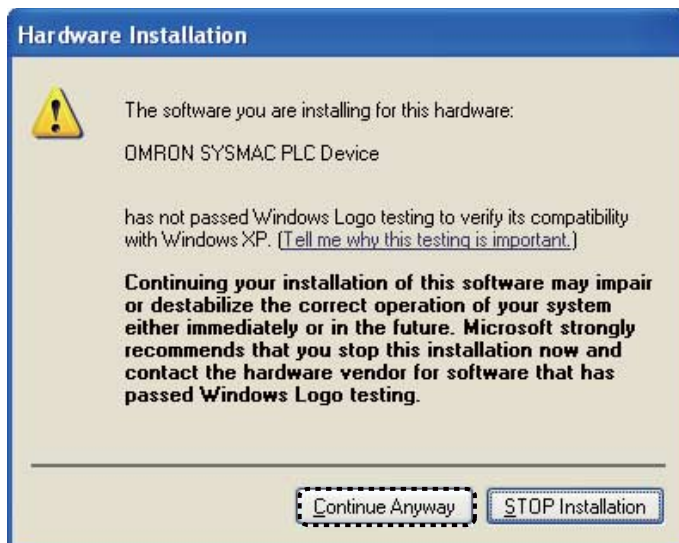 Hardware Installation
The software you are installing for this hardware:
OMRON SYSMAC PLC Device
has not passed Windows Logo testing to verify its compatibility
with Windows XP. (Tell me why this testing is important.)
Continuing your installation of this software may impair
or destabilize the correct operation of your system
either immediately or in the future. Microsoft strongly
recommends that you stop this installation now and
contact the hardware vendor for software that has
passed Windows Logo testing.
Continue Anyway
STOP Installation